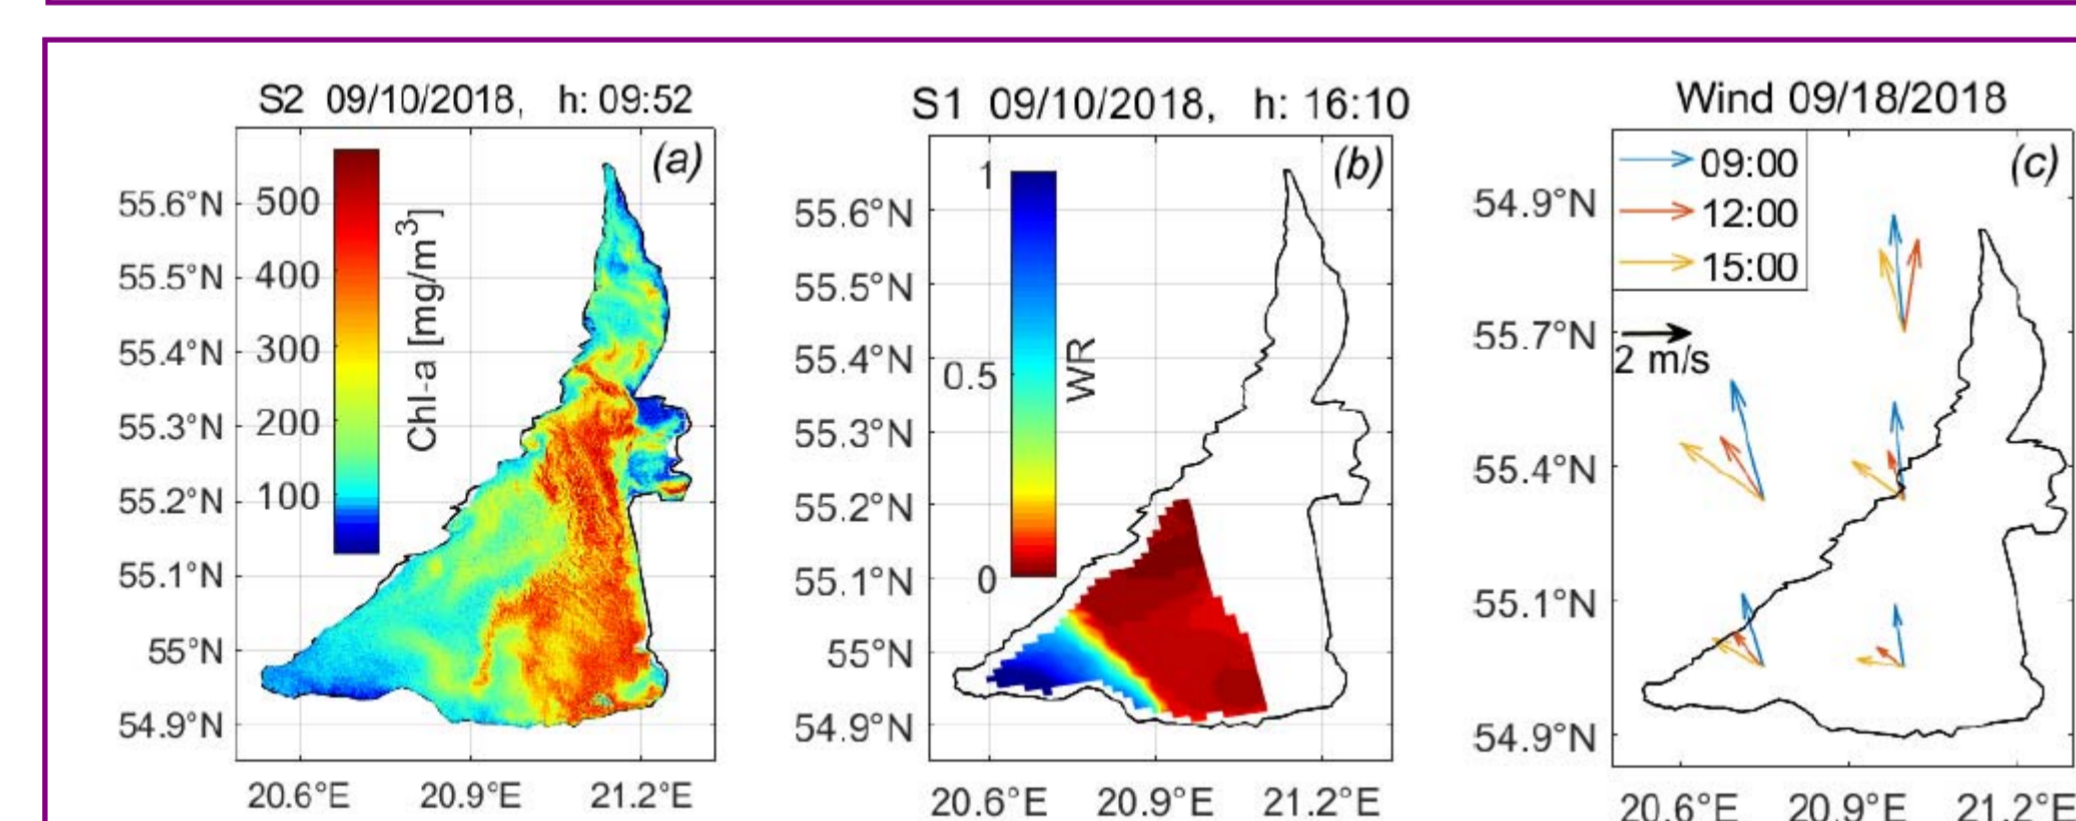 S2 09/10/2018, h: 09:52
(a)
500
400
300
200
100
Chl-a [mg/m³]
55.6°N
55.5°N
55.4°N
55.3°N
55.2°N
55.1°N
55°N
54.9°N
20.6°E 20.9°E 21.2°E
S1 09/10/2018, h: 16:10
(b)
1
0.5
0
WR
55.6°N
55.5°N
55.4°N
55.3°N
55.2°N
55.1°N
55°N
54.9°N
20.6°E 20.9°E 21.2°E
Wind 09/18/2018
(c)
09:00
12:00
15:00
2 m/s
54.9°N
55.7°N
55.4°N
55.1°N
54.9°N
20.6°E 20.9°E 21.2°E